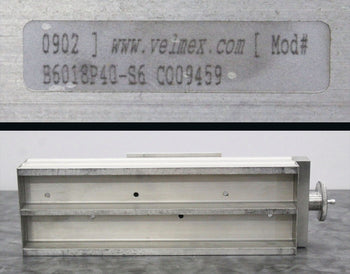 0902 ] www.velmex.com [ Mod#
B6018P40-S6 C009459